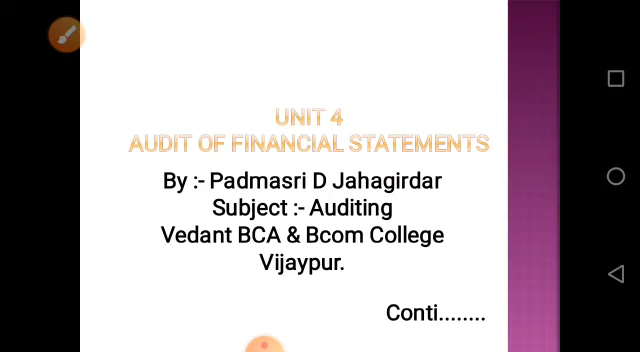 UNIT 4
AUDIT OF FINANCIAL STATEMENTS
By :- Padmasri D Jahagirdar
Subject :- Auditing
Vedant BCA & Bcom College
Vijaypur.
Conti........